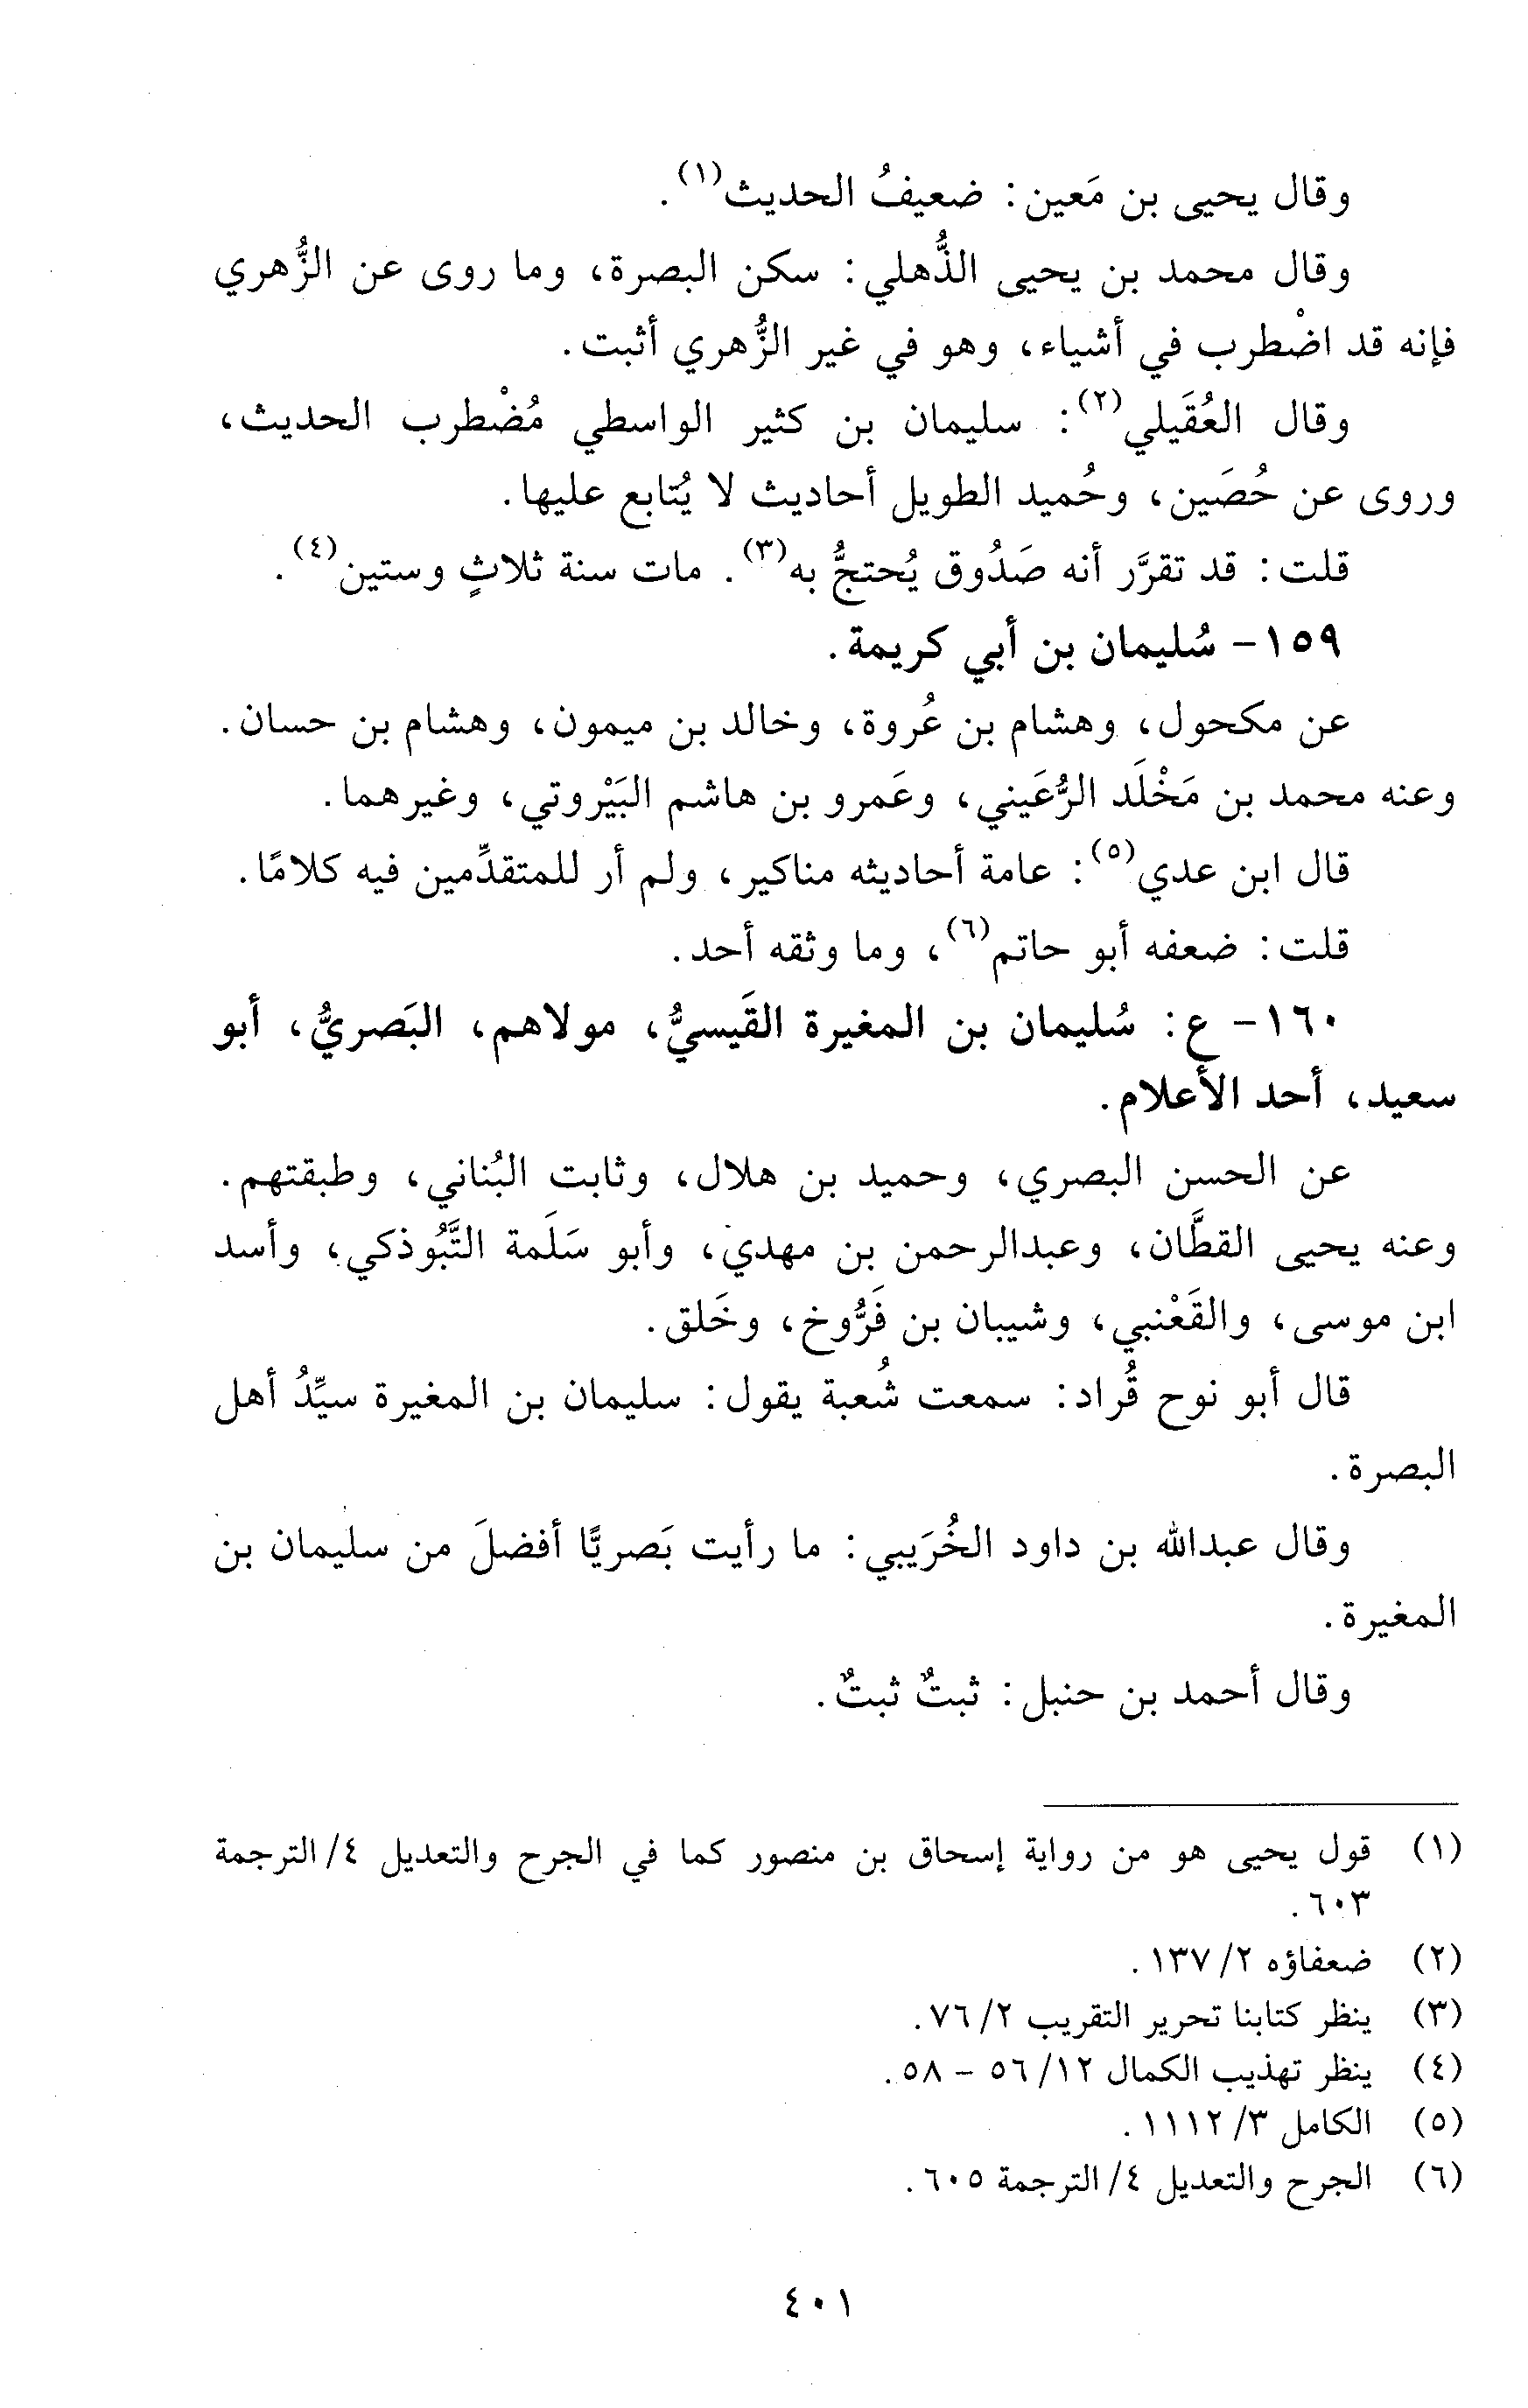 وقال يحيى بن مَعين: ضعيفُ الحديث(١).
وقال محمد بن يحيى الذُّهلي: سكن البصرة، وما روى عن الزُّهري
فإنه قد اضْطرب في أشياء، وهو في غير الزُّهري أثبت.
وقال العُقَيلي(٢): سليمان بن كثير الواسطي مُضْطرب الحديث،
وروى عن حُصَين، وحُميد الطويل أحاديث لا يُتابع عليها.
قلت: قد تقرَّر أنه صَدُوق يُحتجُّ به(٣). مات سنة ثلاثٍ وستين(٤).
١٥٩- سُليمان بن أبي كريمة.
عن مكحول، وهشام بن عُروة، وخالد بن ميمون، وهشام بن حسان.
وعنه محمد بن مَخْلَد الرُّعَيني، وعَمرو بن هاشم البَيْروتي، وغيرهما.
قال ابن عدي(٥): عامة أحاديثه مناكير، ولم أر للمتقدِّمين فيه كلامًا.
قلت: ضعفه أبو حاتم(٦)، وما وثقه أحد.
١٦٠- ع: سُليمان بن المغيرة القَيسيُّ، مولاهم، البَصريُّ، أبو
سعيد، أحد الأعلام.
عن الحسن البصري، وحميد بن هلال، وثابت البُناني، وطبقتهم.
وعنه يحيى القطَّان، وعبدالرحمن بن مهدي، وأبو سَلَمة التَّبُوذكي، وأسد
ابن موسى، والقَعْنبي، وشيبان بن فَرُّوخ، وخَلق.
قال أبو نوح قُراد: سمعت شُعبة يقول: سليمان بن المغيرة سيِّدُ أهل
البصرة.
وقال عبدالله بن داود الخُرَيبي: ما رأيت بَصريًّا أفضلَ من سليمان بن
المغيرة.
وقال أحمد بن حنبل: ثبتٌ ثبتٌ.
(١) قول يحيى هو من رواية إسحاق بن منصور كما في الجرح والتعديل ٤/ الترجمة
٦٠٣.
(٢) ضعفاؤه ٢/ ١٣٧.
(٣) ينظر كتابنا تحرير التقريب ٢/ ٧٦.
(٤) ينظر تهذيب الكمال ١٢/ ٥٦ - ٥٨.
(٥) الكامل ٣/ ١١١٢.
(٦) الجرح والتعديل ٤/ الترجمة ٦٠٥.
٤٠١